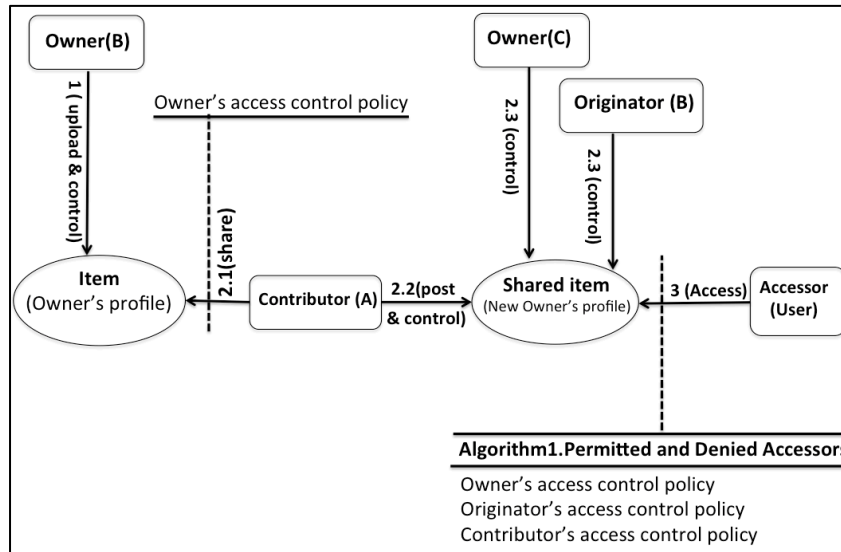 Owner(B)
1 ( upload & control)
Owner's access control policy
2.1(share)
Item
(Owner's profile)
Contributor (A)
2.2(post
& control)
Owner(C)
2.3
(control)
Originator (B)
2.3
(control)
Shared item
(New Owner's profile)
3 (Access)
Accessor
(User)
Algorithm1.Permitted and Denied Accessors
Owner's access control policy
Originator's access control policy
Contributor's access control policy